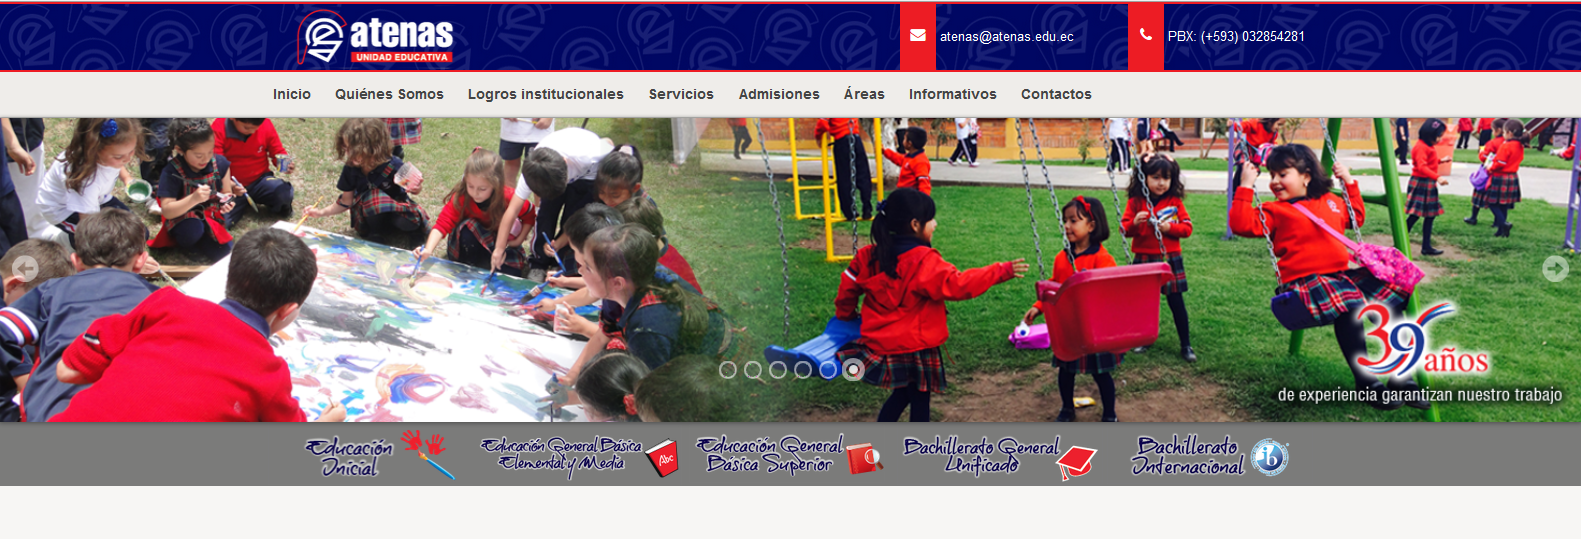 atenas
UNIDAD EDUCATIVA
atenas@atenas.edu.ec
PBX: (+593) 032854281
Inicio Quiénes Somos Logros institucionales Servicios Admisiones Áreas Informativos Contactos
39 años
de experiencia garantizan nuestro trabajo
Educación
Inicial
Educación General Básica
Elemental y Media
Abc
Educación General
Básica Superior
Bachillerato General
Unificado
Bachillerato
Internacional
ib